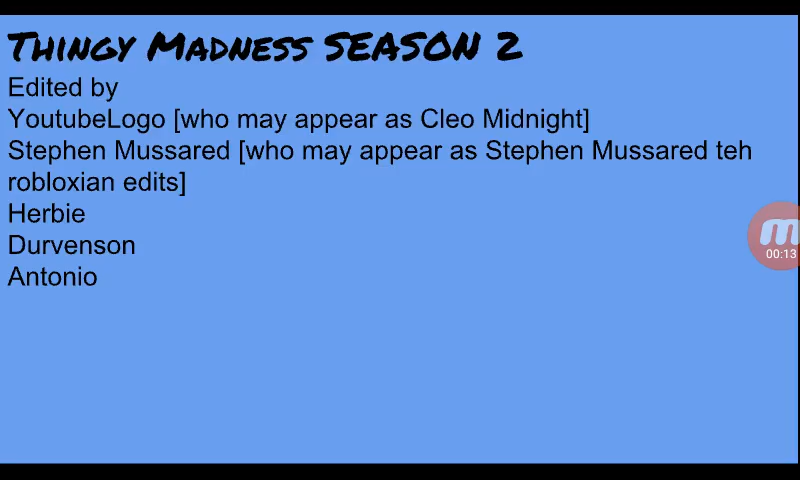 Thingy Madness SEASON 2
Edited by
YoutubeLogo [who may appear as Cleo Midnight]
Stephen Mussared [who may appear as Stephen Mussared teh
robloxian edits]
Herbie
Durvenson
Antonio
m
00:13